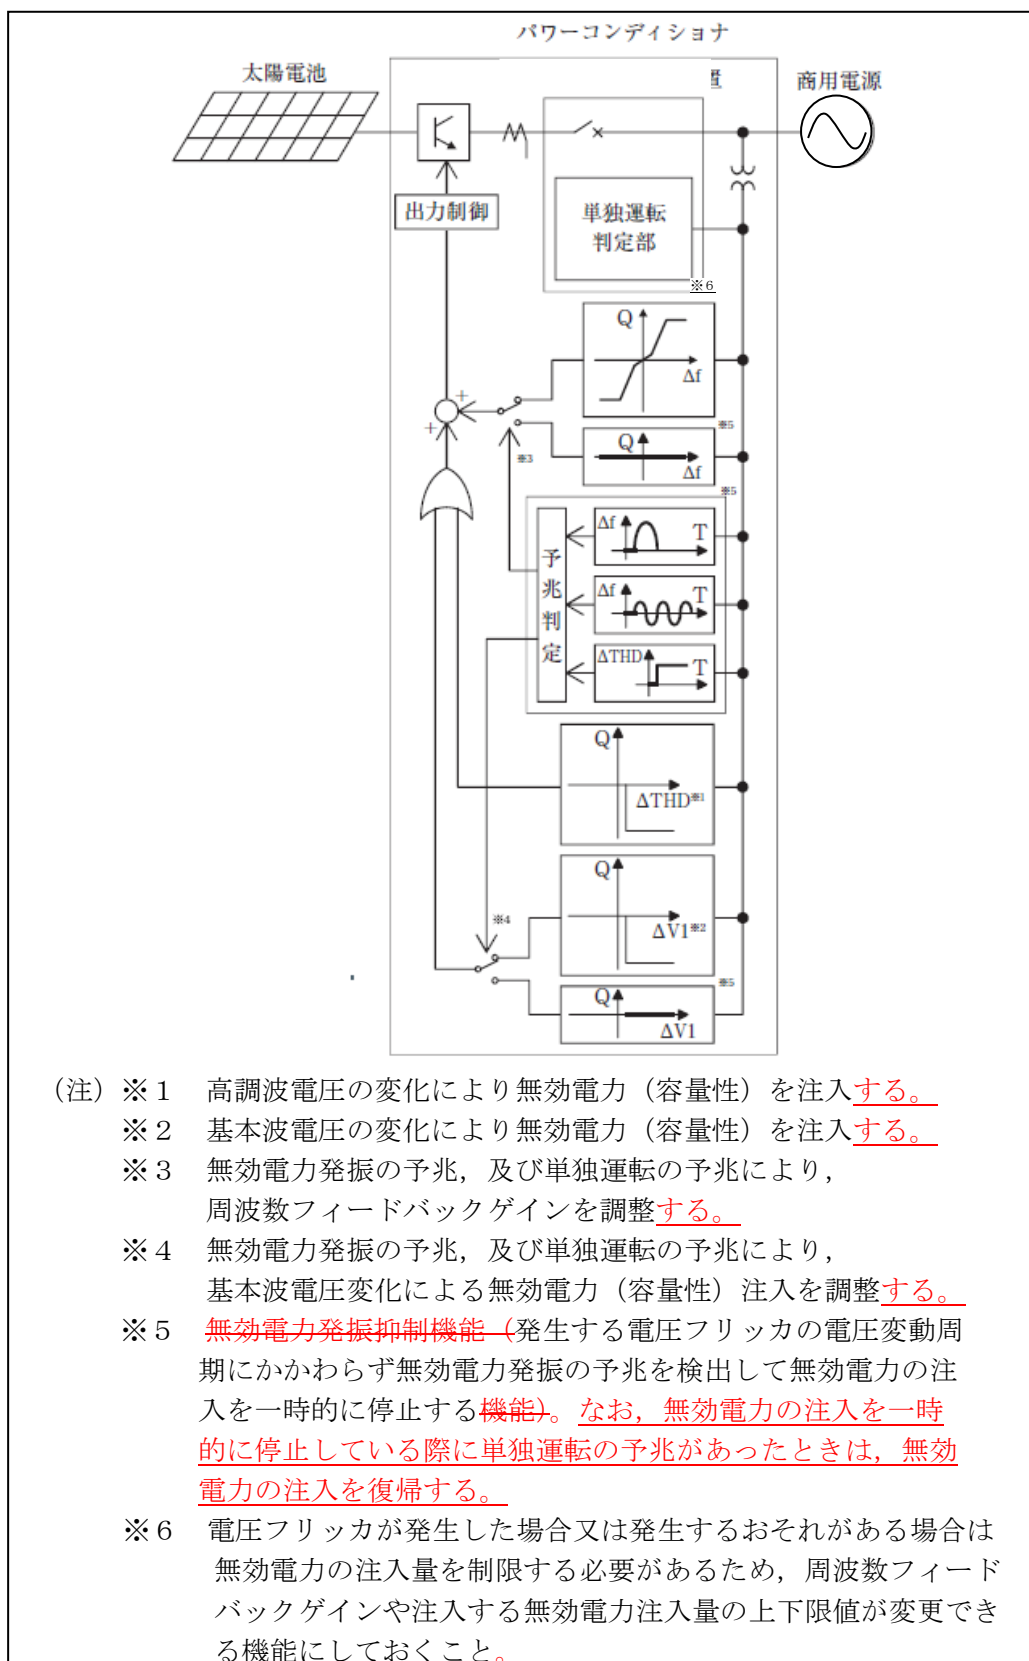 パワーコンディショナ
太陽電池
置
商用電源
出力制御
単独運転
判定部
※６
Q
Δf
+
+
※5
※3
Q
Δf
※5
予兆判定
Δf
T
Δf
T
ΔTHD
T
Q
ΔTHD※1
Q
※4
ΔV1※2
※5
Q
ΔV1
（注）※１　高調波電圧の変化により無効電力（容量性）を注入する。
※２　基本波電圧の変化により無効電力（容量性）を注入する。
※３　無効電力発振の予兆，及び単独運転の予兆により，
周波数フィードバックゲインを調整する。
※４　無効電力発振の予兆，及び単独運転の予兆により，
基本波電圧変化による無効電力（容量性）注入を調整する。
※５　無効電力発振抑制機能（発生する電圧フリッカの電圧変動周
期にかかわらず無効電力発振の予兆を検出して無効電力の注
入を一時的に停止する機能）。なお，無効電力の注入を一時
的に停止している際に単独運転の予兆があったときは，無効
電力の注入を復帰する。
※６　電圧フリッカが発生した場合又は発生するおそれがある場合は
無効電力の注入量を制限する必要があるため，周波数フィード
バックゲインや注入する無効電力注入量の上下限値が変更でき
る機能にしておくこと。